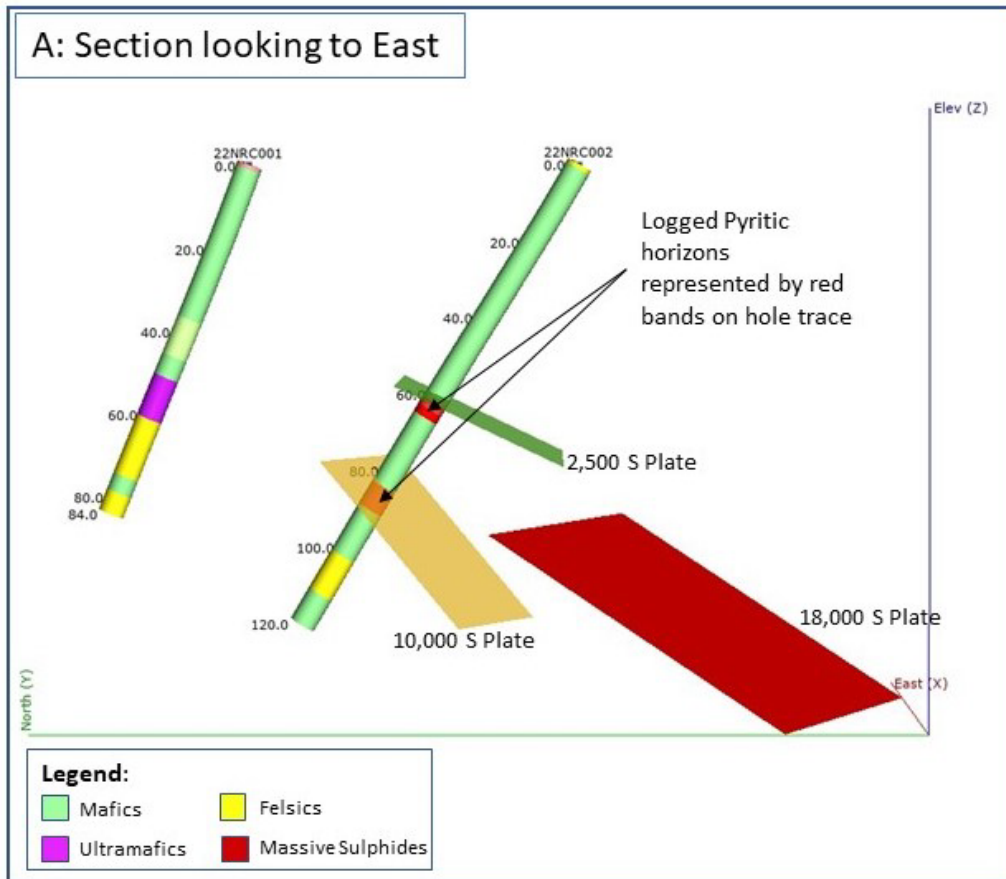 A: Section looking to East
Elev (Z)
22NRC001
20.0
40.0
60.0
80.0
84.0
22NRC002
20.0
40.0
60.0
80.0
100.0
120.0
Logged Pyritic
horizons
represented by red
bands on hole trace
2,500 S Plate
10,000 S Plate
18,000 S Plate
East (X)
North (Y)
Legend:
Mafics
Felsics
Ultramafics
Massive Sulphides